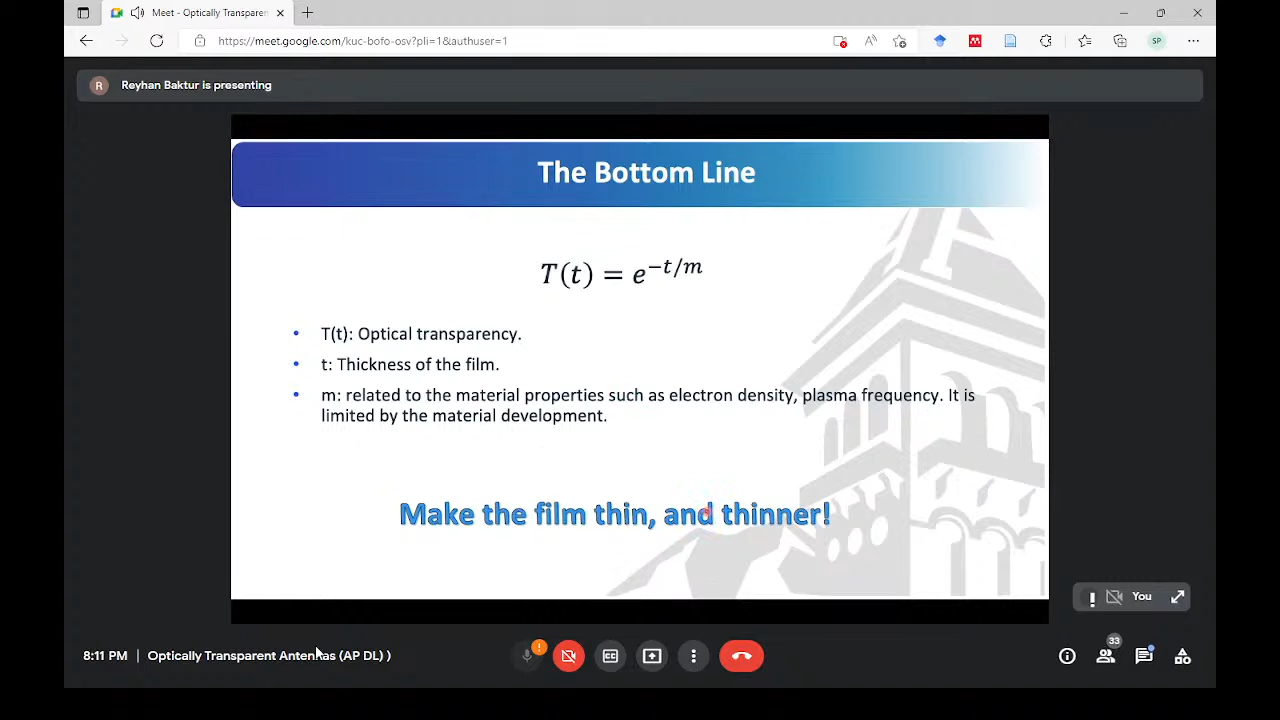 Meet - Optically Transparen
https://meet.google.com/kuc-bofo-osv?pli=1&authuser=1
SP
R
Reyhan Baktur is presenting
The Bottom Line
T(t) = e^{-t/m}
• T(t): Optical transparency.
• t: Thickness of the film.
• m: related to the material properties such as electron density, plasma frequency. It is
limited by the material development.
Make the film thin, and thinner!
You
8:11 PM | Optically Transparent Antennas (AP DL) )
CC
33